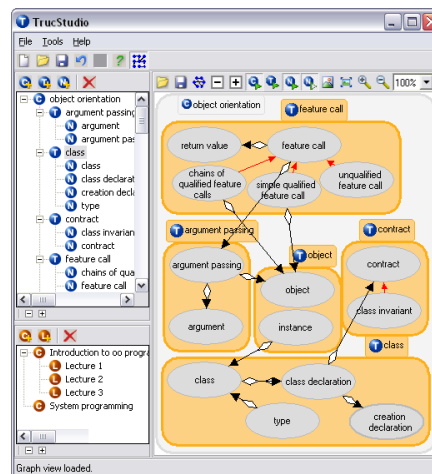 TrucStudio
File Tools Help
100%
object orientation
argument passing
argument
argument pas
class
class
class declarat
creation decla
type
contract
class invarian
contract
feature call
chains of qua
feature call
Introduction to oo progr
Lecture 1
Lecture 2
Lecture 3
System programming
object orientation
feature call
return value
feature call
chains of
qualified feature
calls
simple qualified
feature call
unqualified
feature call
argument passing
object
contract
argument passing
object
contract
argument
instance
class invariant
class
class
class declaration
type
creation
declaration
Graph view loaded.